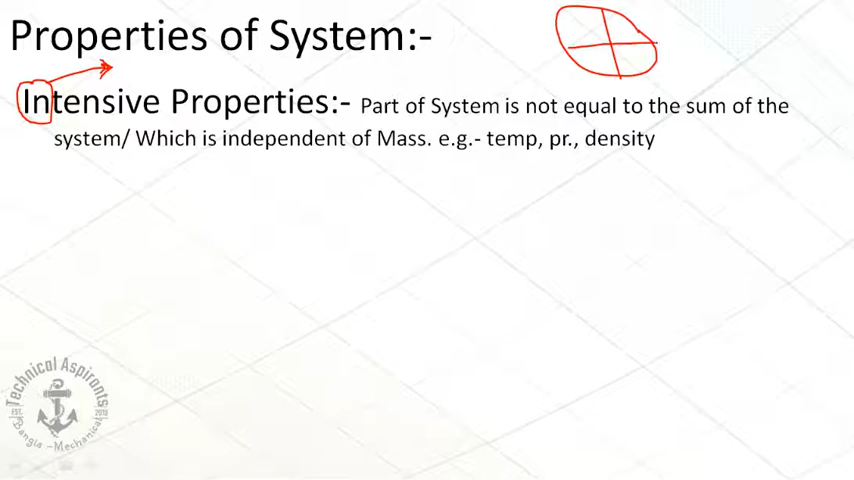 Properties of System:-
Intensive Properties:- Part of System is not equal to the sum of the
system/ Which is independent of Mass. e.g.- temp, pr., density
Technical Aspironts
Bangla -Mechanical